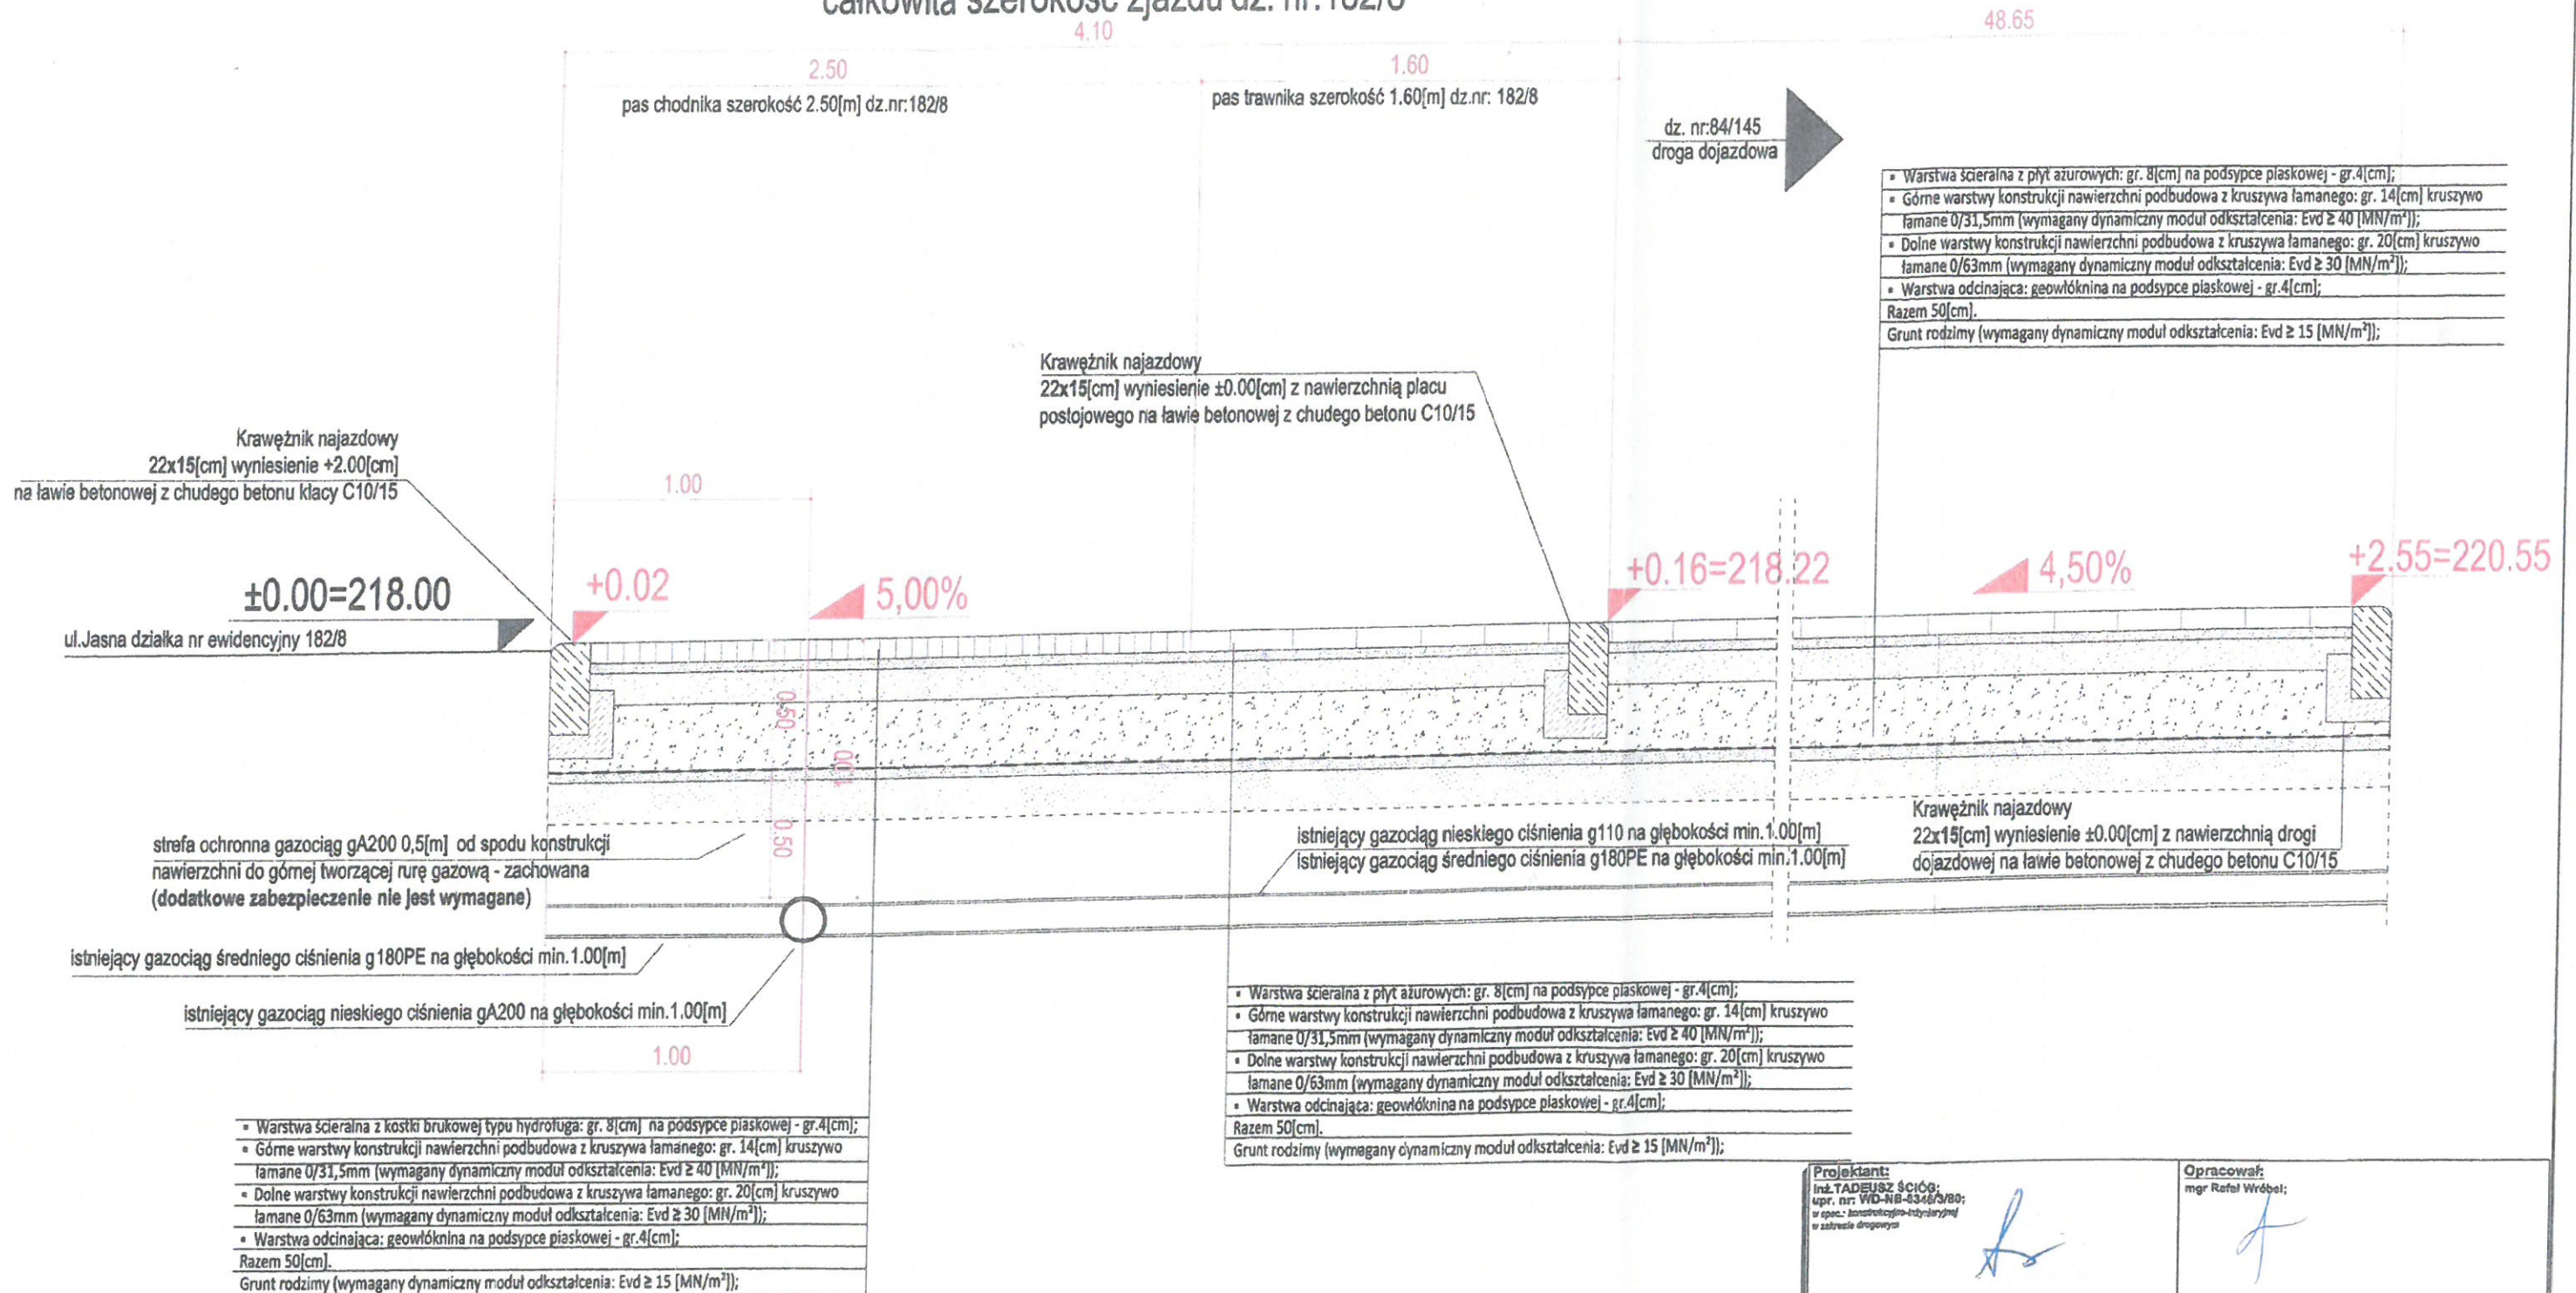 całkowita szerokość zjazdu dz. nr.182/8
4.10
48.65
2.50
1.60
pas chodnika szerokość 2.50[m] dz.nr:182/8
pas trawnika szerokość 1.60[m] dz.nr: 182/8
dz. nr:84/145
droga dojazdowa
▪ Warstwa ścieralna z płyt ażurowych: gr. 8[cm] na podsypce piaskowej - gr.4[cm];
▪ Górne warstwy konstrukcji nawierzchni podbudowa z kruszywa łamanego: gr. 14[cm] kruszywo
łamane 0/31,5mm (wymagany dynamiczny moduł odkształcenia: Evd ≥ 40 [MN/m²]);
▪ Dolne warstwy konstrukcji nawierzchni podbudowa z kruszywa łamanego: gr. 20[cm] kruszywo
łamane 0/63mm (wymagany dynamiczny moduł odkształcenia: Evd ≥ 30 [MN/m²]);
▪ Warstwa odcinająca: geowłóknina na podsypce piaskowej - gr.4[cm];
Razem 50[cm].
Grunt rodzimy (wymagany dynamiczny moduł odkształcenia: Evd ≥ 15 [MN/m²]);
Krawężnik najazdowy
22x15[cm] wyniesienie ±0.00[cm] z nawierzchnią placu
postojowego na ławie betonowej z chudego betonu C10/15
Krawężnik najazdowy
22x15[cm] wyniesienie +2.00[cm]
na ławie betonowej z chudego betonu klacy C10/15
1.00
±0.00=218.00
+0.02
5,00%
+0.16=218.22
4,50%
+2.55=220.55
ul.Jasna działka nr ewidencyjny 182/8
0.50
1.00
0.50
strefa ochronna gazociąg gA200 0,5[m] od spodu konstrukcji
nawierzchni do górnej tworzącej rurę gazową - zachowana
(dodatkowe zabezpieczenie nie jest wymagane)
istniejący gazociąg nieskiego ciśnienia g110 na głębokości min.1.00[m]
istniejący gazociąg średniego ciśnienia g180PE na głębokości min.1.00[m]
Krawężnik najazdowy
22x15[cm] wyniesienie ±0.00[cm] z nawierzchnią drogi
dojazdowej na ławie betonowej z chudego betonu C10/15
istniejący gazociąg średniego ciśnienia g180PE na głębokości min.1.00[m]
istniejący gazociąg nieskiego ciśnienia gA200 na głębokości min.1.00[m]
1.00
▪ Warstwa ścieralna z płyt ażurowych: gr. 8[cm] na podsypce piaskowej - gr.4[cm];
▪ Górne warstwy konstrukcji nawierzchni podbudowa z kruszywa łamanego: gr. 14[cm] kruszywo
łamane 0/31,5mm (wymagany dynamiczny moduł odkształcenia: Evd ≥ 40 [MN/m²]);
▪ Dolne warstwy konstrukcji nawierzchni podbudowa z kruszywa łamanego: gr. 20[cm] kruszywo
łamane 0/63mm (wymagany dynamiczny moduł odkształcenia: Evd ≥ 30 [MN/m²]);
▪ Warstwa odcinająca: geowłóknina na podsypce piaskowej - gr.4[cm];
Razem 50[cm].
Grunt rodzimy (wymagany dynamiczny moduł odkształcenia: Evd ≥ 15 [MN/m²]);
▪ Warstwa ścieralna z kostki brukowej typu hydrofuga: gr. 8[cm] na podsypce piaskowej - gr.4[cm];
▪ Górne warstwy konstrukcji nawierzchni podbudowa z kruszywa łamanego: gr. 14[cm] kruszywo
łamane 0/31,5mm (wymagany dynamiczny moduł odkształcenia: Evd ≥ 40 [MN/m²]);
▪ Dolne warstwy konstrukcji nawierzchni podbudowa z kruszywa łamanego: gr. 20[cm] kruszywo
łamane 0/63mm (wymagany dynamiczny moduł odkształcenia: Evd ≥ 30 [MN/m²]);
▪ Warstwa odcinająca: geowłóknina na podsypce piaskowej - gr.4[cm];
Razem 50[cm].
Grunt rodzimy (wymagany dynamiczny moduł odkształcenia: Evd ≥ 15 [MN/m²]);
Projektant:
inż.TADEUSZ ŚCIÓG;
upr. nr: WD-NB-8346/3/80;
w spec.: konstrukcyjno-inżynieryjnej
w zakresie drogowym
Opracował:
mgr Rafał Wróbel;